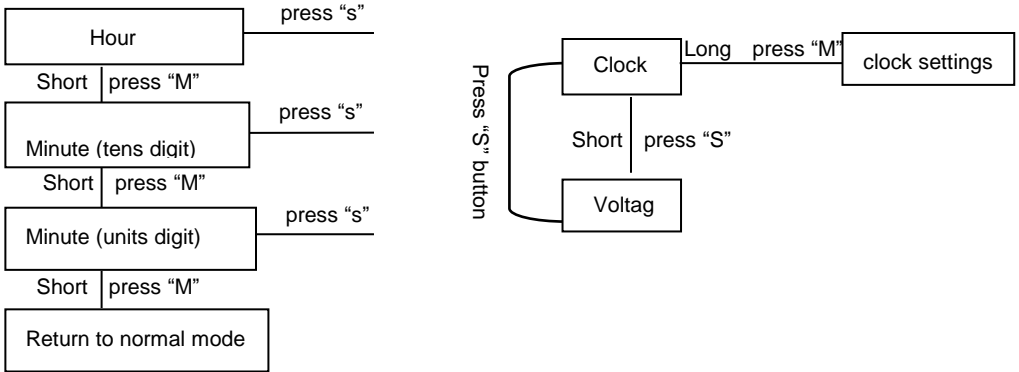 press “s”
Hour
Short press “M”
press “s”
Minute (tens digit)
Short press “M”
press “s”
Minute (units digit)
Short press “M”
Return to normal mode
Press “S” button
Clock
Long press “M”
clock settings
Short press “S”
Voltag